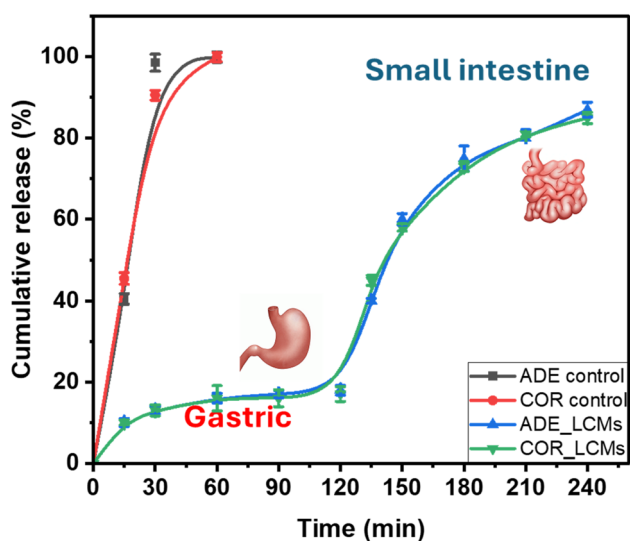 Cumulative release (%)
100
80
60
40
20
0
Small intestine
Gastric
ADE control
COR control
ADE_LCMs
COR_LCMs
0 30 60 90 120 150 180 210 240
Time (min)